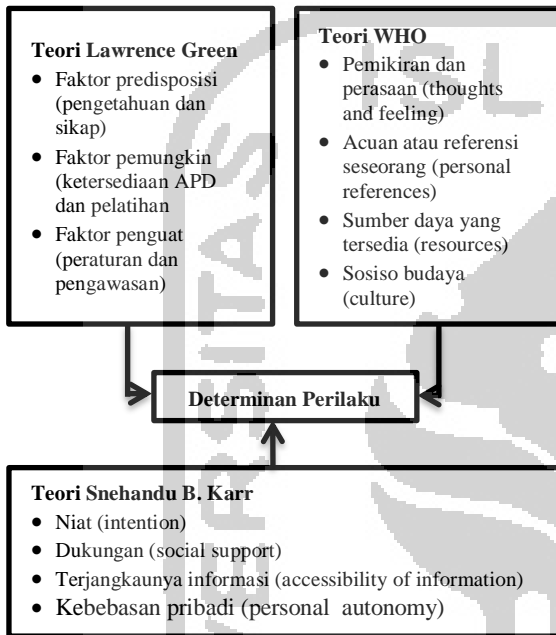 Teori Lawrence Green
• Faktor predisposisi
(pengetahuan dan
sikap)
• Faktor pemungkin
(ketersediaan APD
dan pelatihan
• Faktor penguat
(peraturan dan
pengawasan)
Teori WHO
• Pemikiran dan
perasaan (thoughts
and feeling)
• Acuan atau referensi
seseorang (personal
references)
• Sumber daya yang
tersedia (resources)
• Sosiso budaya
(culture)
Determinan Perilaku
Teori Snehandu B. Karr
• Niat (intention)
• Dukungan (social support)
• Terjangkaunya informasi (accessibility of information)
• Kebebasan pribadi (personal autonomy)
ISL
VERSITAS